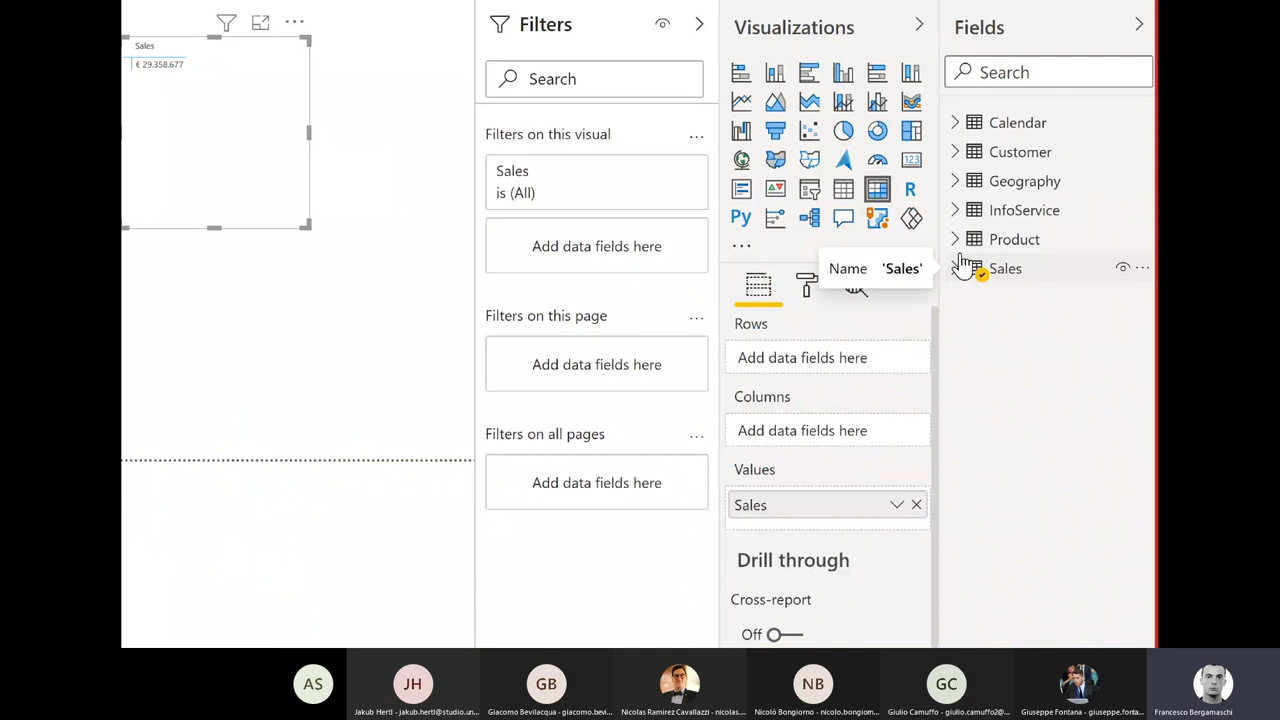 Sales
€ 29.358.677
Filters
Search
Filters on this visual
...
Sales
is (All)
Add data fields here
Filters on this page
...
Add data fields here
Filters on all pages
...
Add data fields here
Visualizations
123
R
Py
...
Name 'Sales'
Rows
Add data fields here
Columns
Add data fields here
Values
Sales
Drill through
Cross-report
Off
Fields
Search
Calendar
Customer
Geography
InfoService
Product
Sales
...
AS
JH
Jakub Hertl - jakub.hertl@studio.un...
GB
Giacomo Bevilacqua - giacomo.bevi...
Nicolas Ramirez Cavallazzi - nicolas....
NB
Nicolò Bongiorno - nicolo.bongiorn...
GC
Giulio Camuffo - giulio.camuffo2@...
Giuseppe Fontana - giuseppe.fonta...
Francesco Bergamaschi